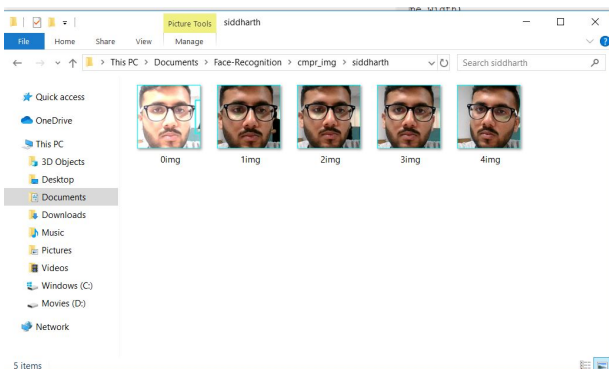 me width)
Picture Tools siddharth
File Home Share View Manage
This PC > Documents > Face-Recognition > cmpr_img > siddharth
Search siddharth
Quick access
OneDrive
This PC
3D Objects
Desktop
Documents
Downloads
Music
Pictures
Videos
Windows (C:)
Movies (D:)
Network
0img 1img 2img 3img 4img
5 items